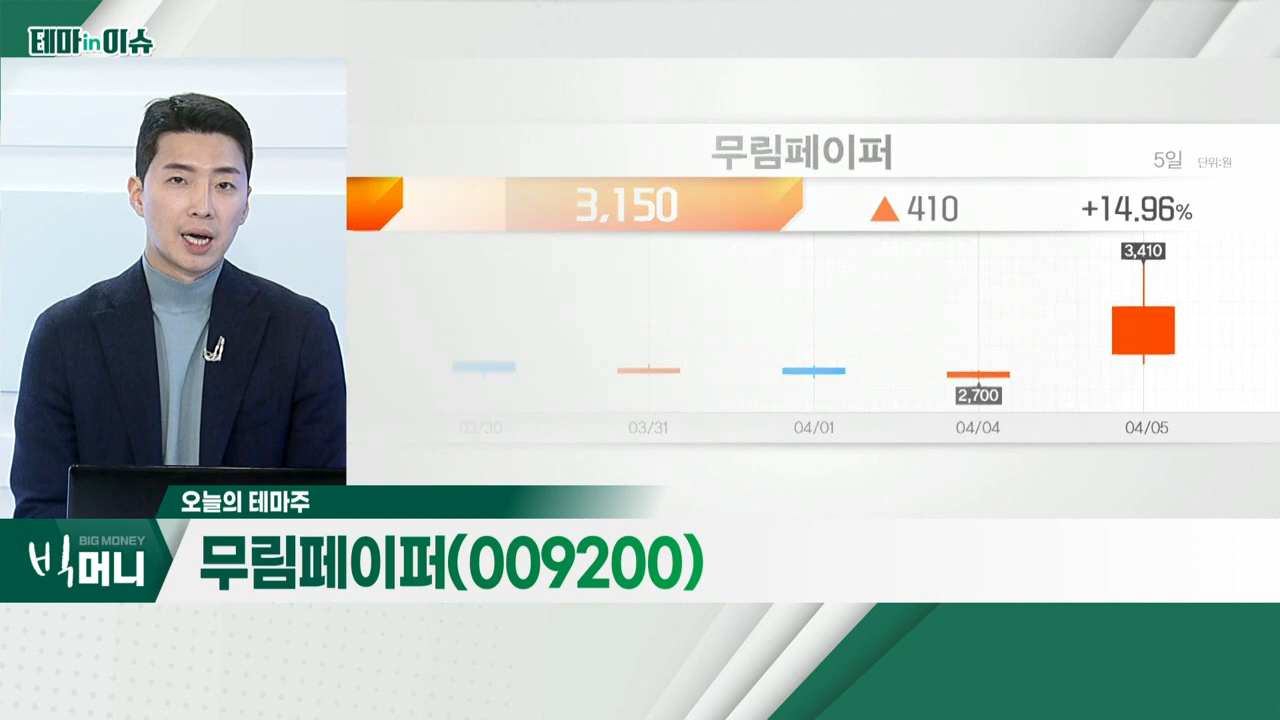 테마in이슈
무림페이퍼
5일 단위:원
3,150 ▲410 +14.96%
3,410
2,700
03/30 03/31 04/01 04/04 04/05
오늘의 테마주
빅머니 BIG MONEY
무림페이퍼(009200)